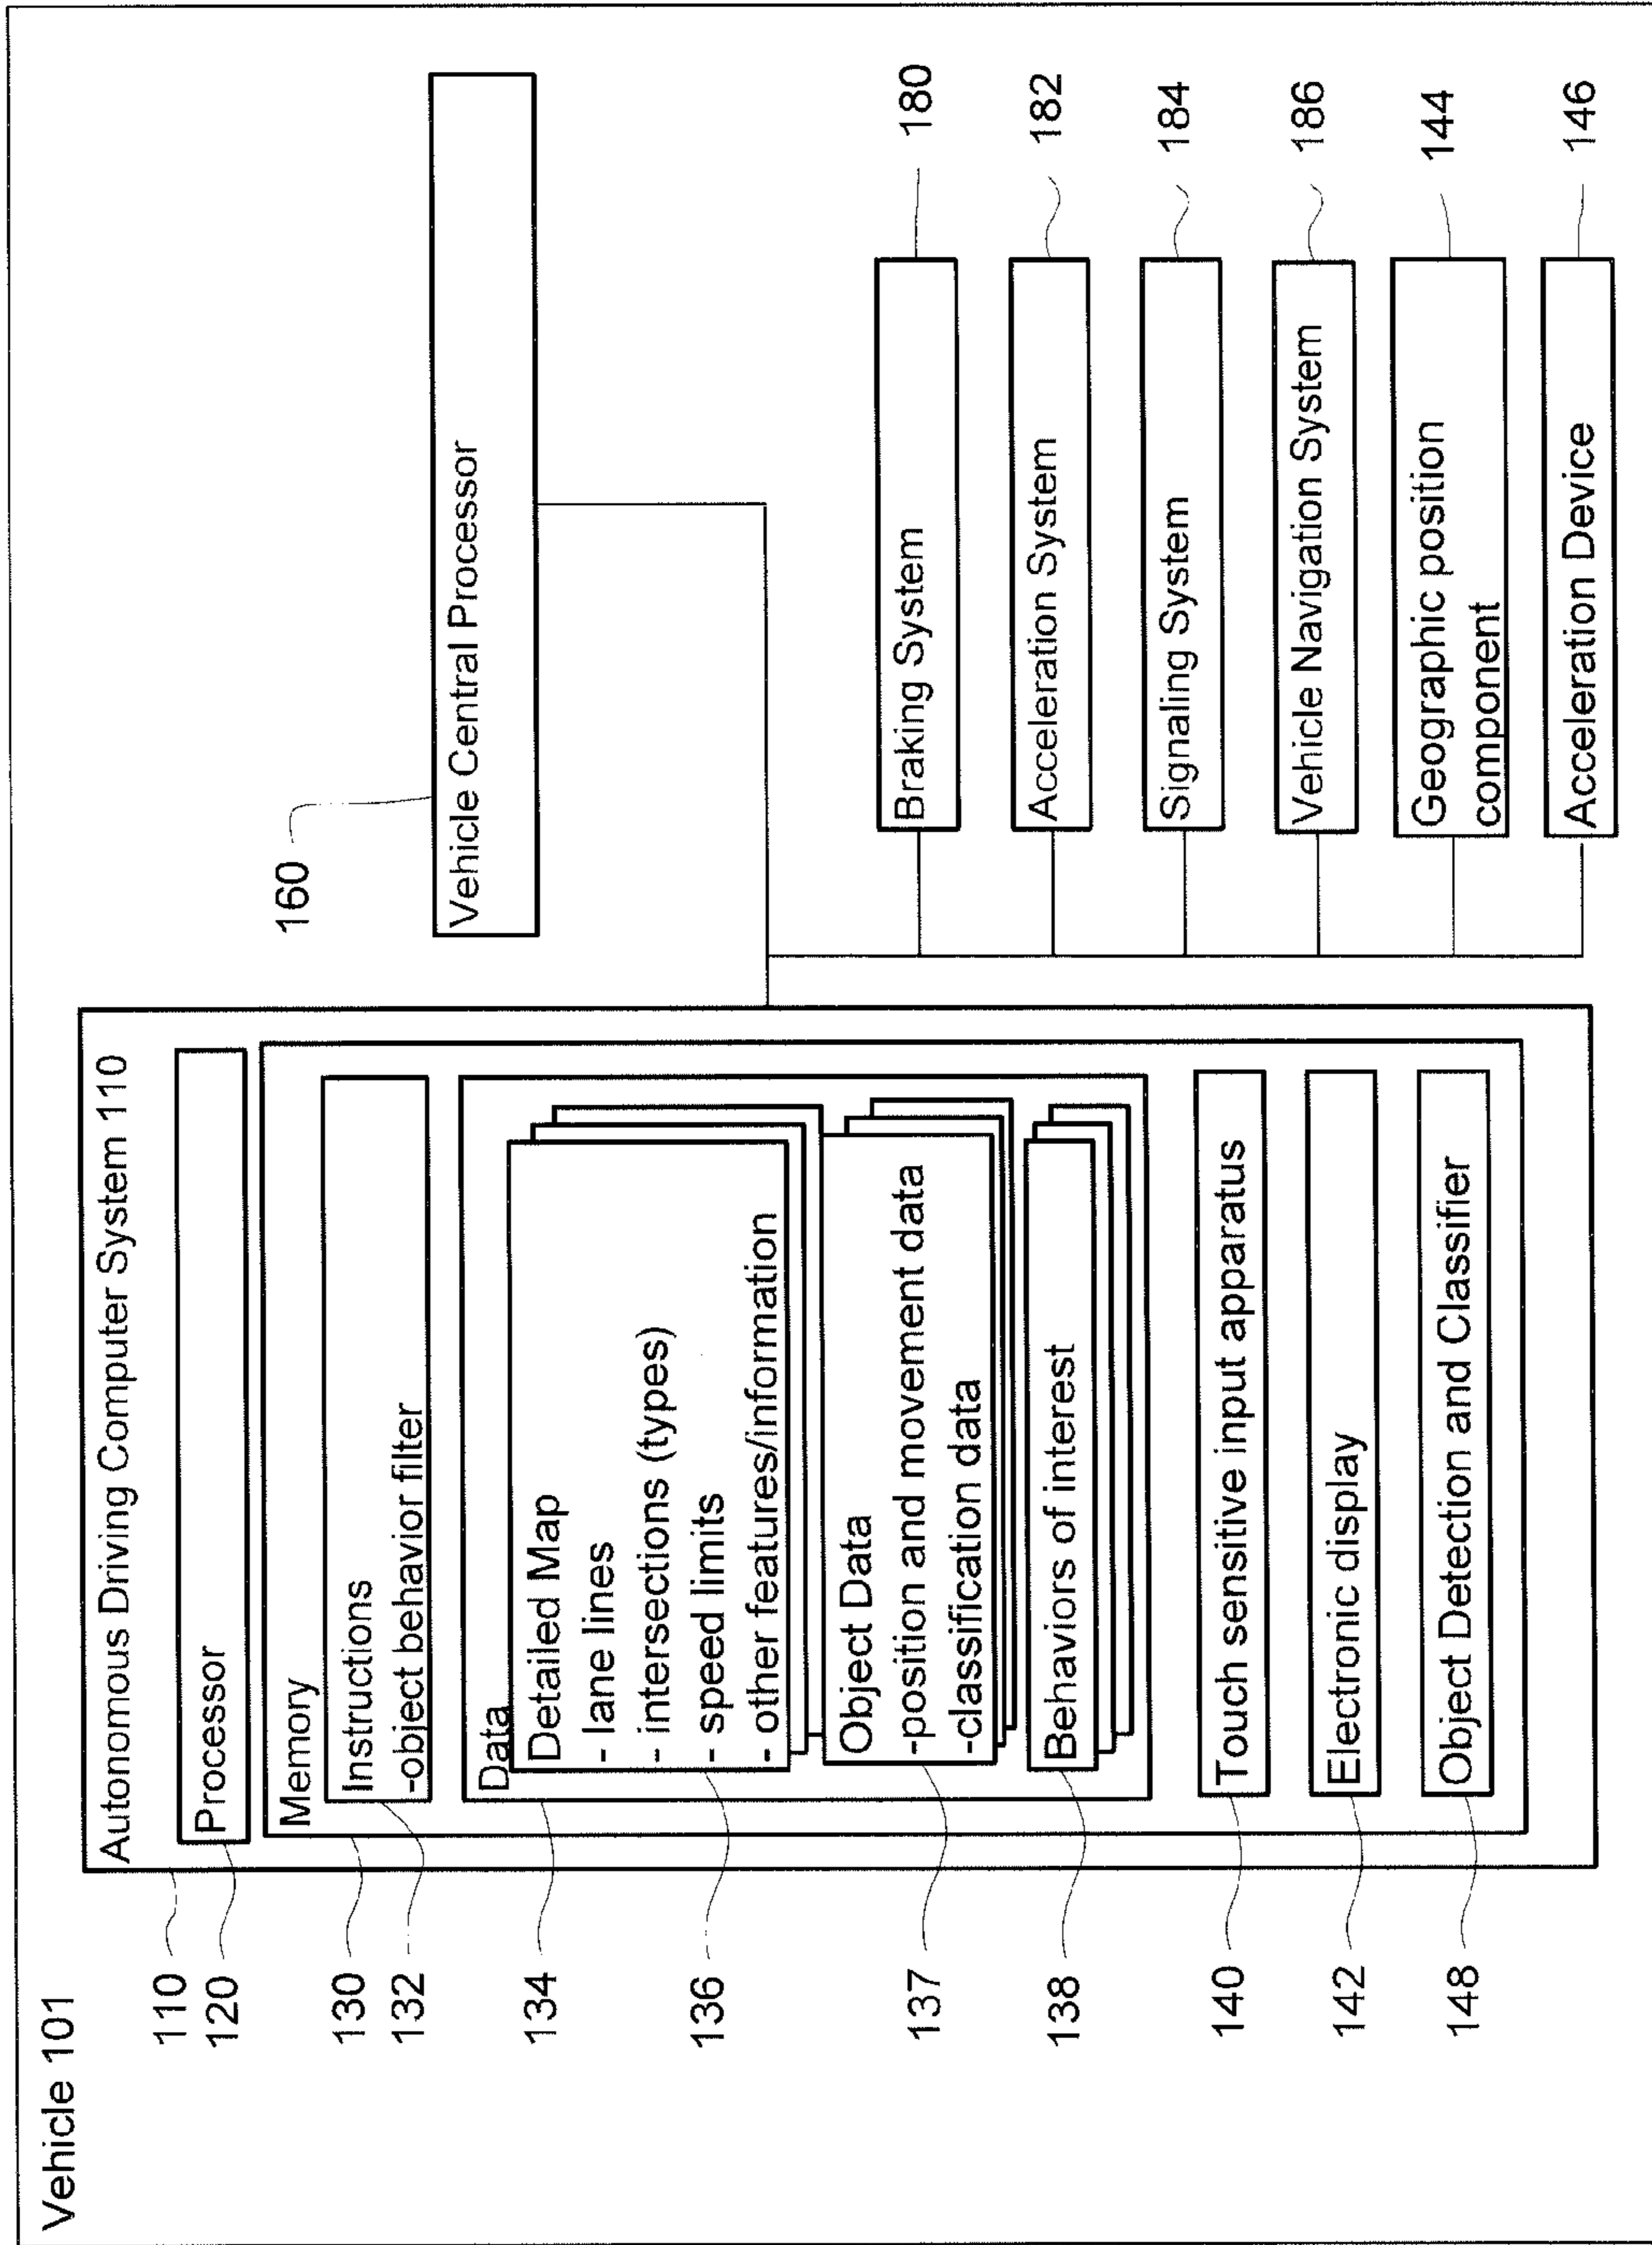 Vehicle 101
Autonomous Driving Computer System 110
110
Processor
120
Memory
130
Instructions
-object behavior filter
132
Data
134
Detailed Map
- lane lines
- intersections (types)
- speed limits
- other features/information
136
Object Data
-position and movement data
-classification data
137
Behaviors of interest
138
Touch sensitive input apparatus
140
Electronic display
142
Object Detection and Classifier
148
160
Vehicle Central Processor
Braking System
180
Acceleration System
182
Signaling System
184
Vehicle Navigation System
186
Geographic position
component
144
Acceleration Device
146